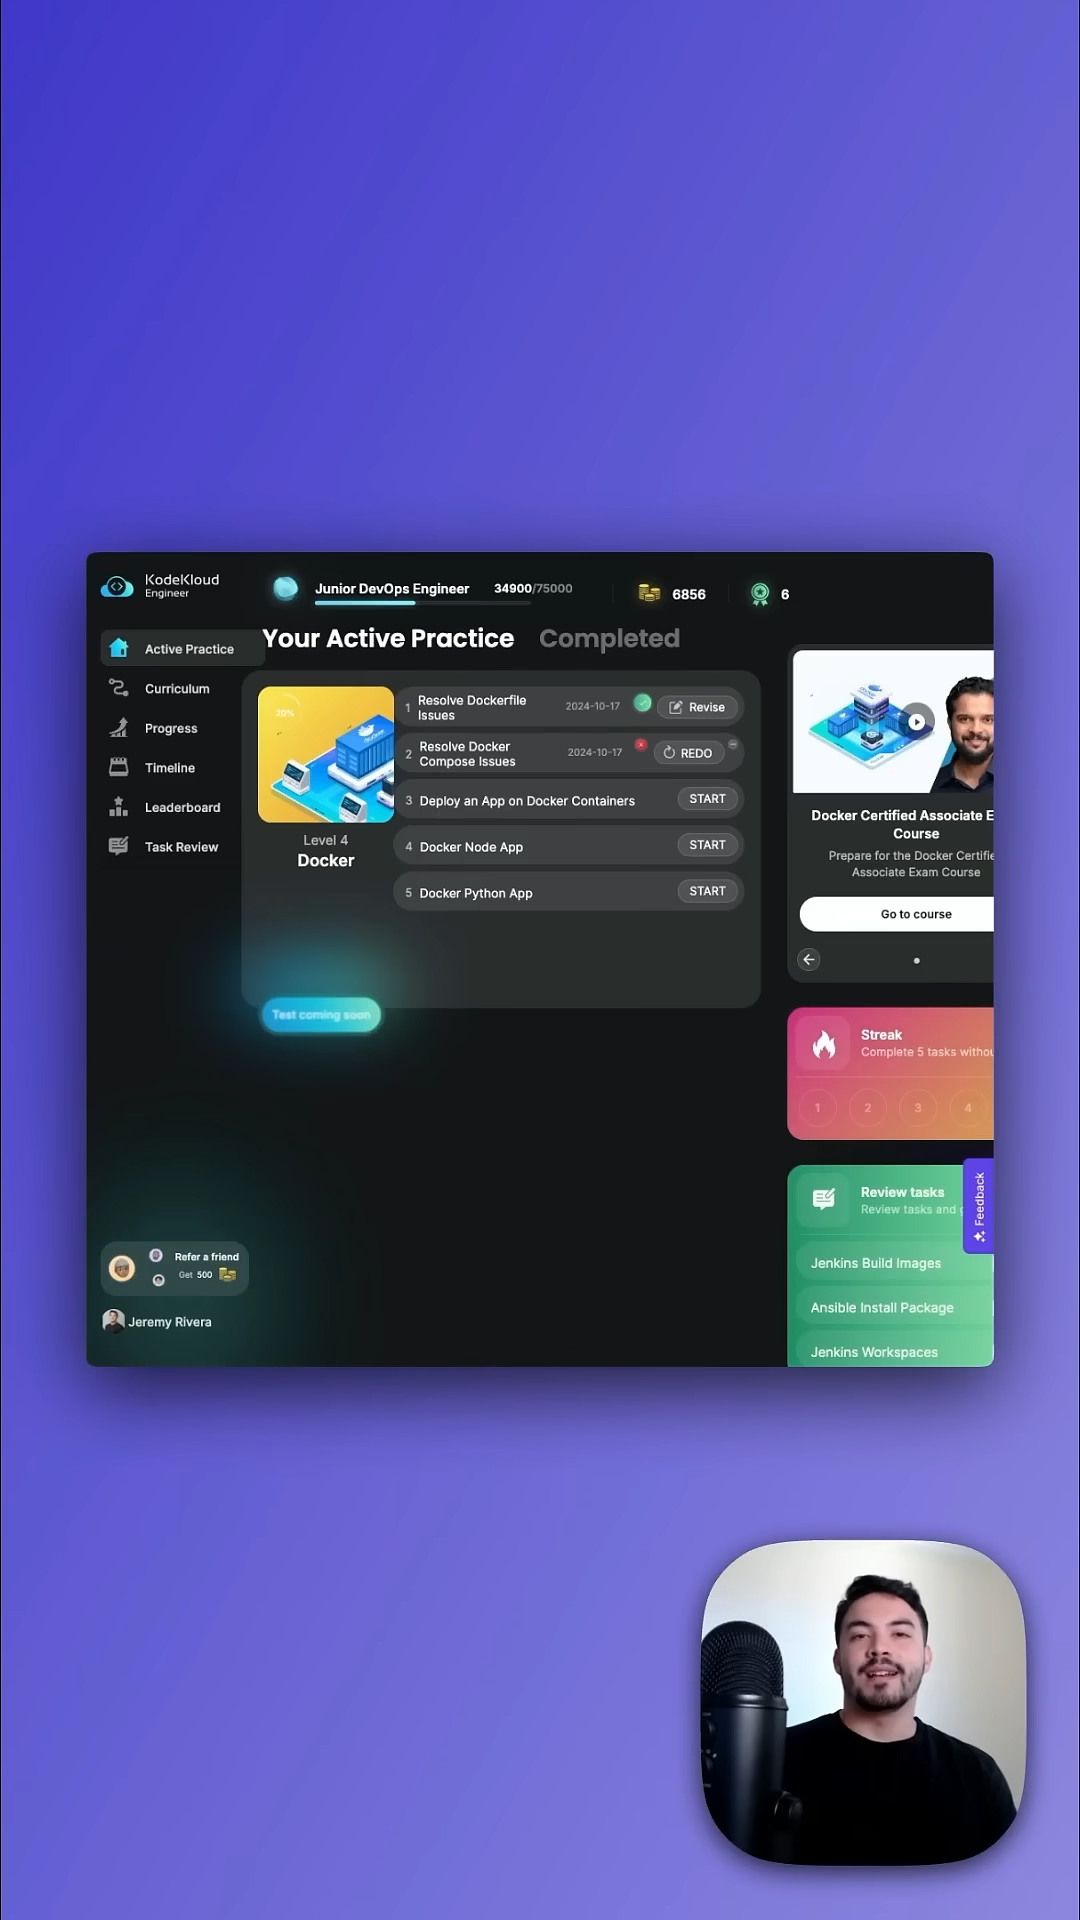 KodeKloud
Engineer
Junior DevOps Engineer
34900/75000
6856
6
Active Practice
Curriculum
Progress
Timeline
Leaderboard
Task Review
Your Active Practice
Completed
20%
Level 4
Docker
1 Resolve Dockerfile
Issues
2024-10-17
Revise
2 Resolve Docker
Compose Issues
2024-10-17
REDO
3 Deploy an App on Docker Containers
START
4 Docker Node App
START
5 Docker Python App
START
Test coming soon
Docker Certified Associate E
Course
Prepare for the Docker Certifie
Associate Exam Course
Go to course
Streak
Complete 5 tasks withou
1 2 3 4
Review tasks
Review tasks and g
Feedback
Jenkins Build Images
Ansible Install Package
Jenkins Workspaces
Refer a friend
Get 500
Jeremy Rivera